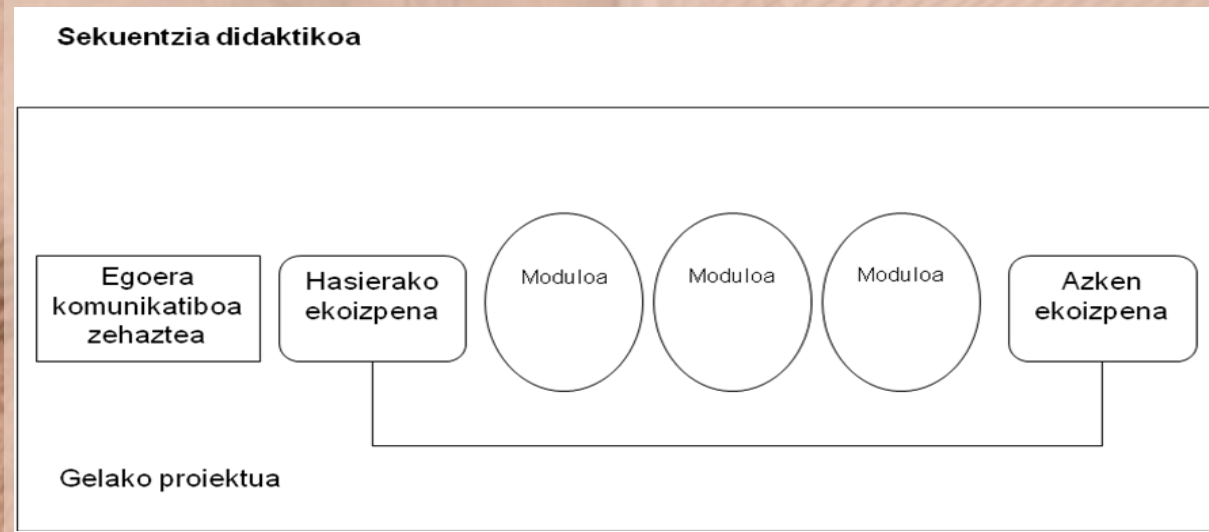 Sekuentzia didaktikoa
Egoera
komunikatiboa
zehaztea
Hasierako
ekoizpena
Moduloa
Moduloa
Moduloa
Azken
ekoizpena
Gelako proiektua